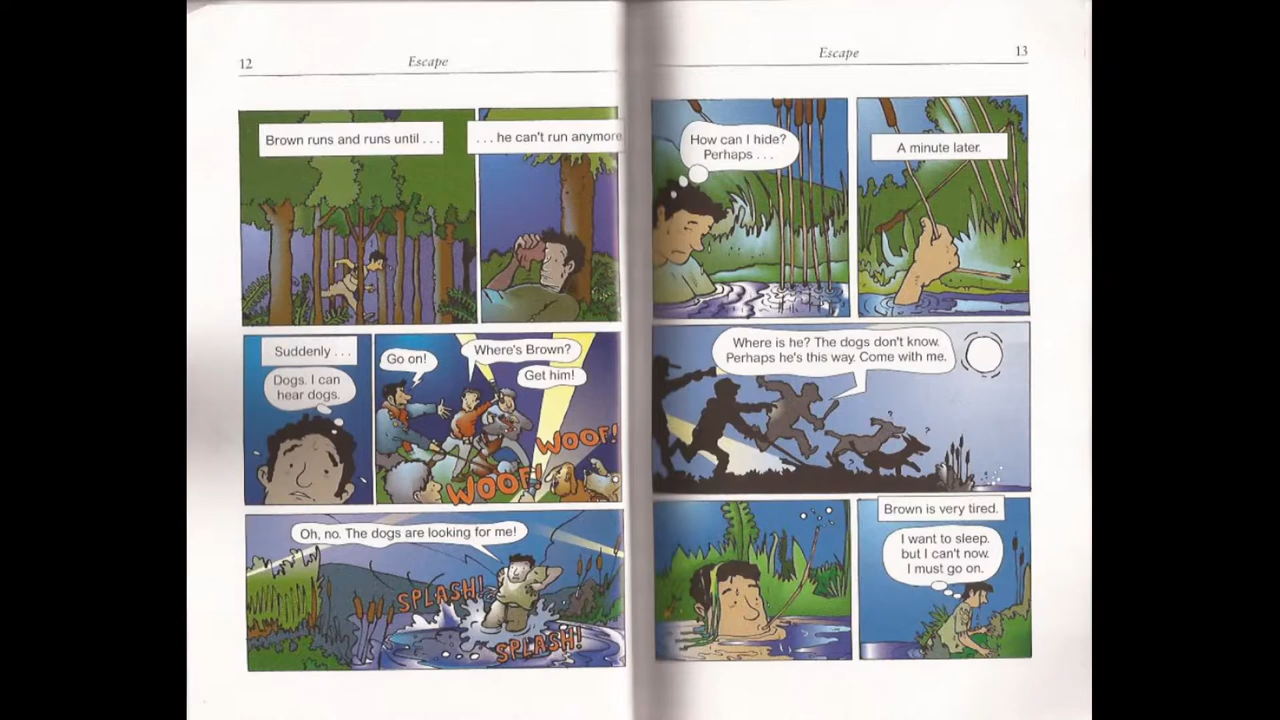 12
Escape
Brown runs and runs until . . .
. . . he can't run anymore
Suddenly . . .
Dogs. I can
hear dogs.
Go on!
Where's Brown?
Get him!
WOOF!
WOOF!
Oh, no. The dogs are looking for me!
SPLASH!
SPLASH!
Escape
13
How can I hide?
Perhaps . . .
A minute later.
Where is he? The dogs don't know.
Perhaps he's this way. Come with me.
?
?
?
Brown is very tired.
I want to sleep.
but I can't now.
I must go on.